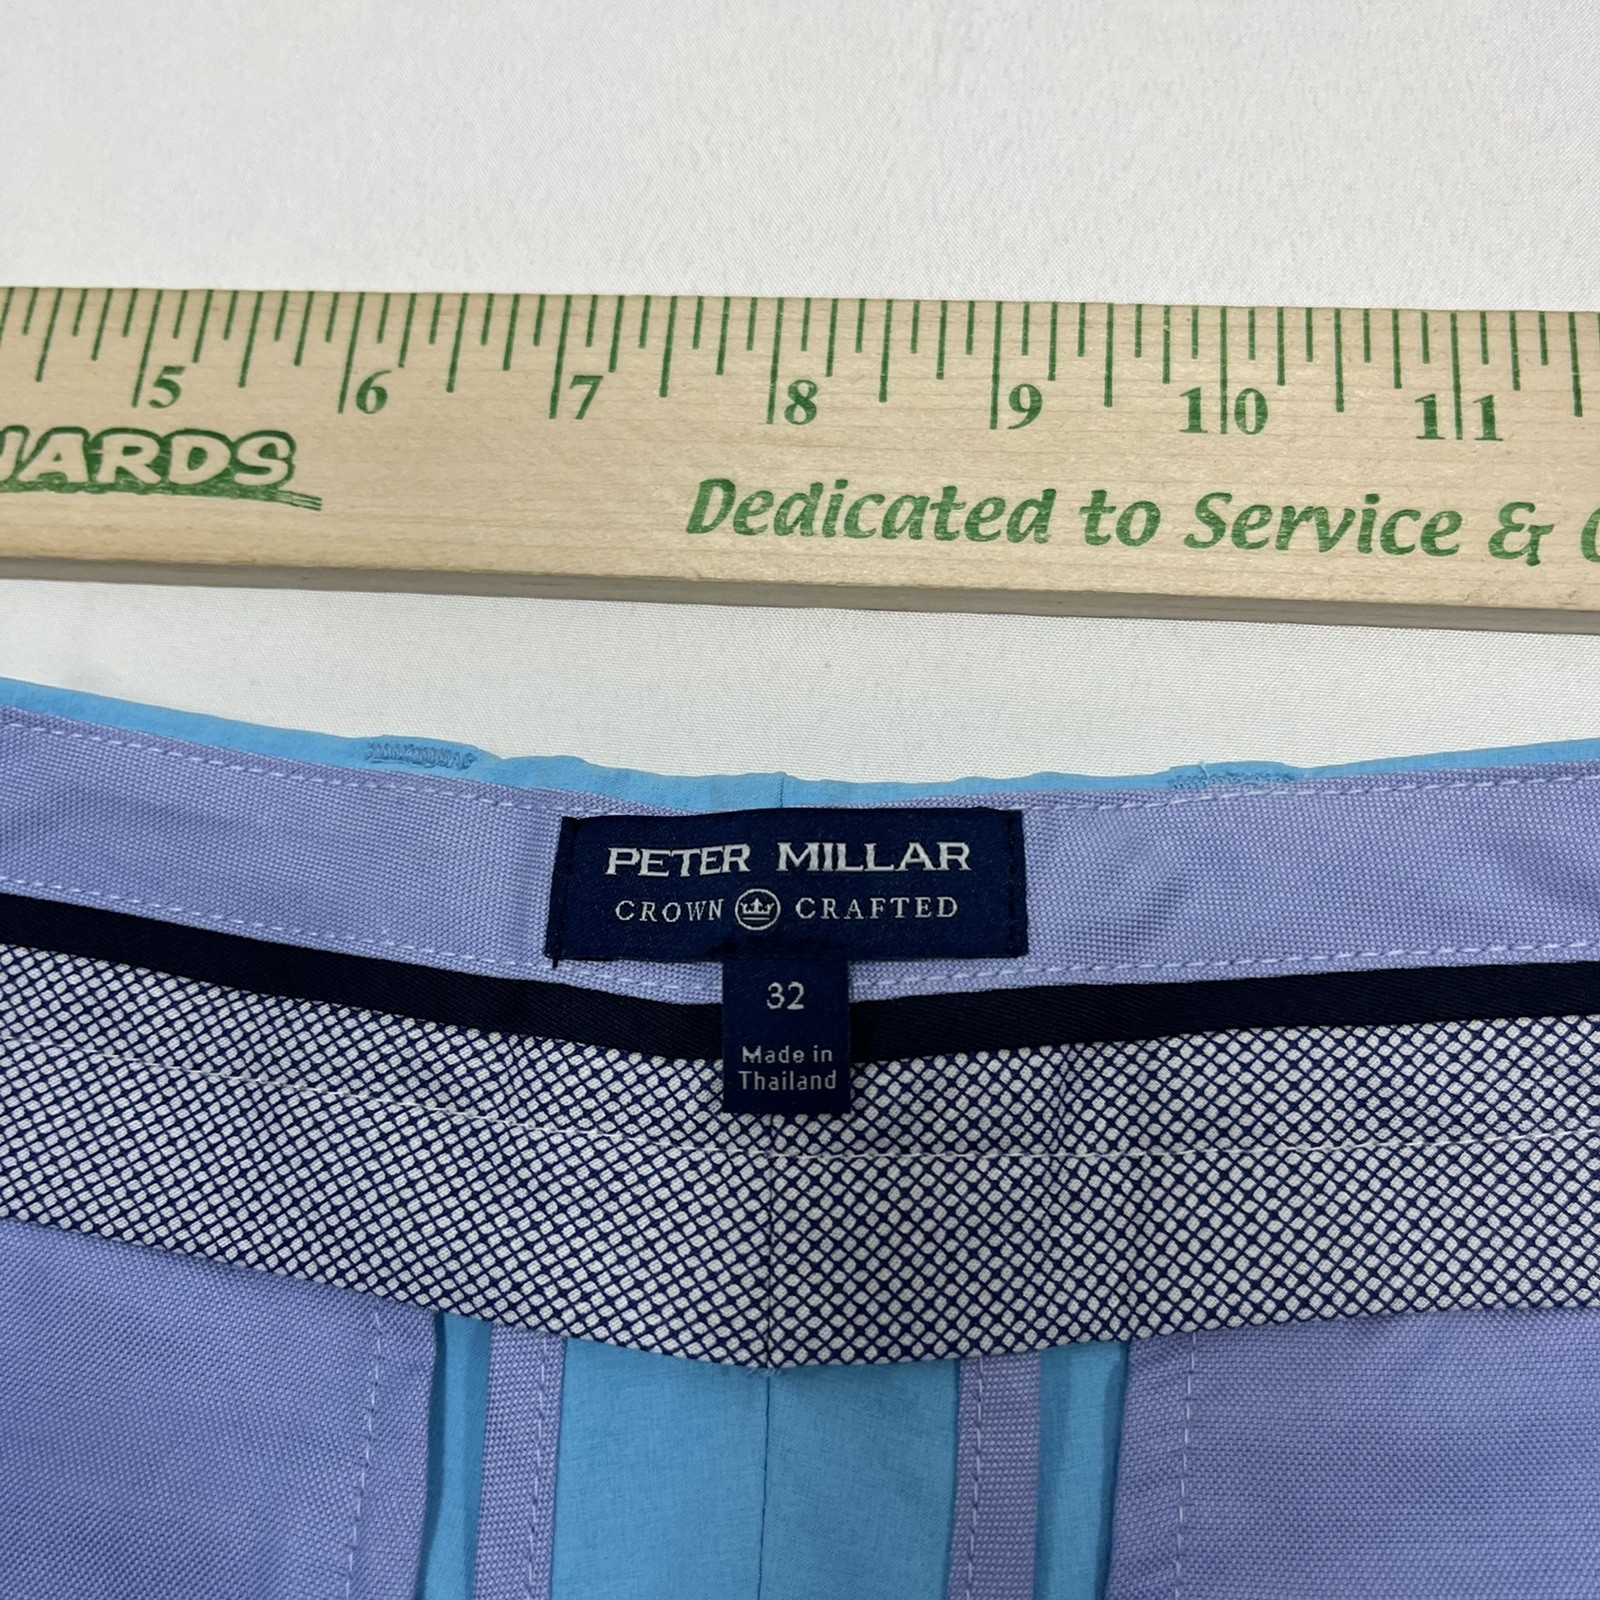 5 6 7 8 9 10 11
Dedicated to Service &
PETER MILLAR
CROWN CRAFTED
32
Made in
Thailand